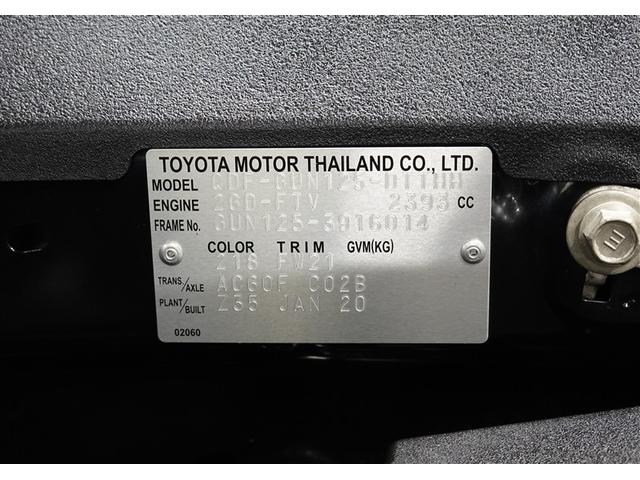 TOYOTA MOTOR THAILAND CO., LTD.
MODEL QDF-GUN125-DTTHH
ENGINE 2GD-FTV 2393 CC
FRAME No. GUN125-3916014
COLOR TRIM GVM(KG)
218 FW21
TRANS/AXLE AC60F C02B
PLANT/BUILT Z35 JAN 20
02060